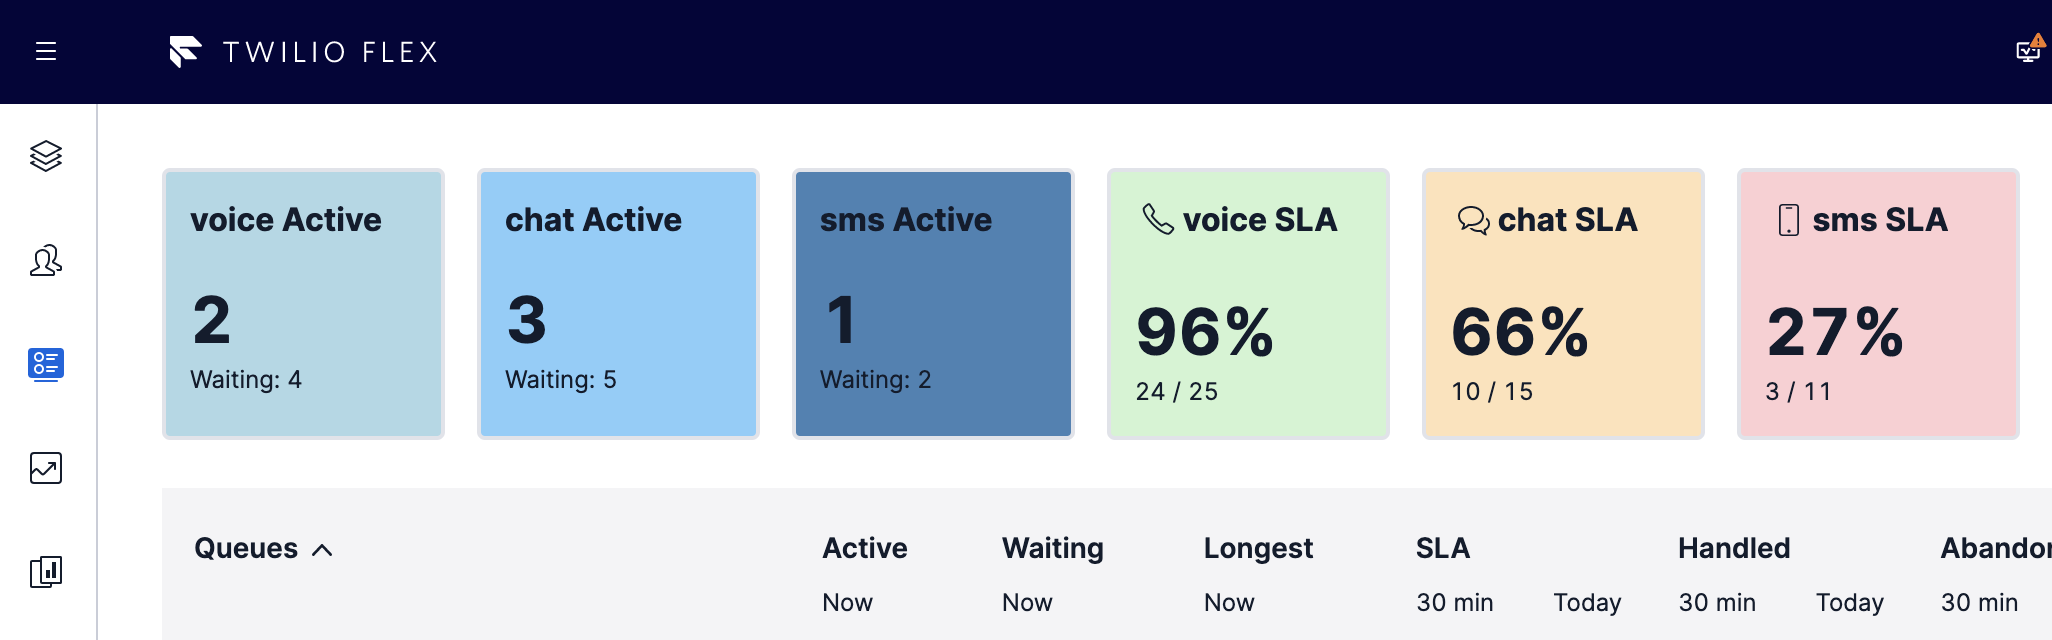 TWILIO FLEX
voice Active
2
Waiting: 4
chat Active
3
Waiting: 5
sms Active
1
Waiting: 2
voice SLA
96%
24 / 25
chat SLA
66%
10 / 15
sms SLA
27%
3 / 11
Queues Active Waiting Longest SLA Handled
Now Now Now 30 min Today 30 min Today 30 min